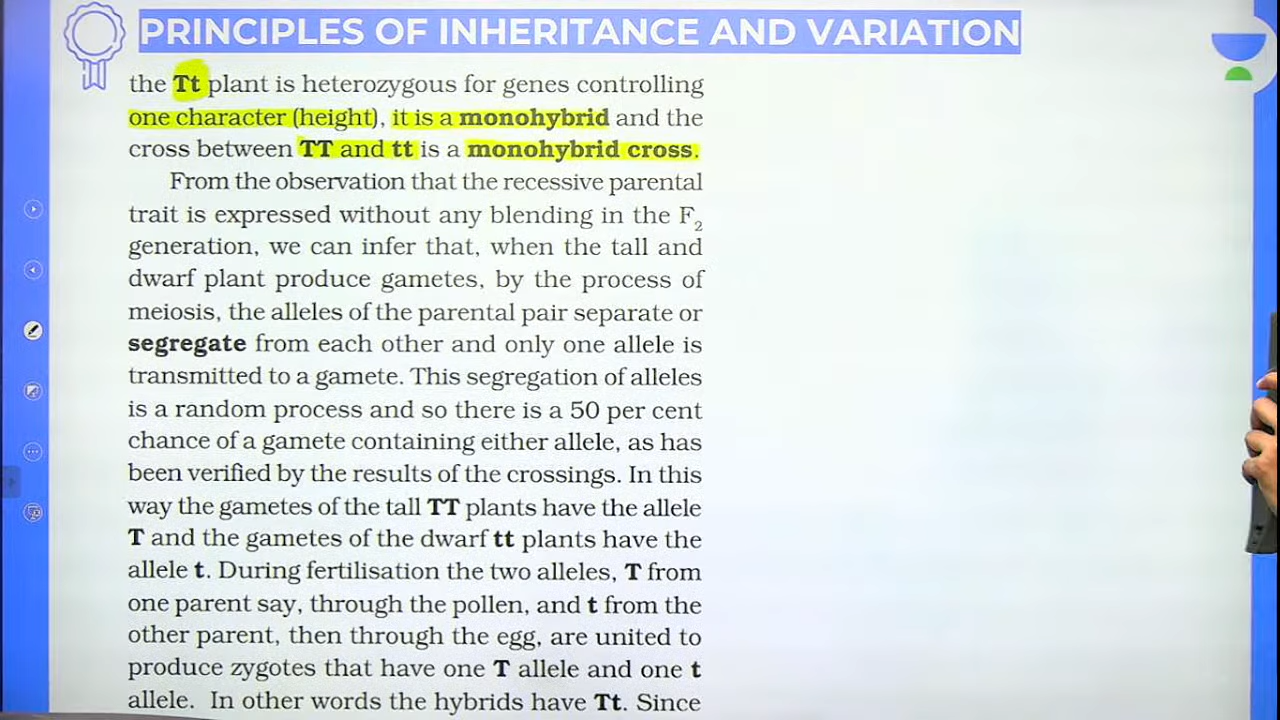 PRINCIPLES OF INHERITANCE AND VARIATION
the Tt plant is heterozygous for genes controlling
one character (height), it is a monohybrid and the
cross between TT and tt is a monohybrid cross.
From the observation that the recessive parental
trait is expressed without any blending in the F₂
generation, we can infer that, when the tall and
dwarf plant produce gametes, by the process of
meiosis, the alleles of the parental pair separate or
segregate from each other and only one allele is
transmitted to a gamete. This segregation of alleles
is a random process and so there is a 50 per cent
chance of a gamete containing either allele, as has
been verified by the results of the crossings. In this
way the gametes of the tall TT plants have the allele
T and the gametes of the dwarf tt plants have the
allele t. During fertilisation the two alleles, T from
one parent say, through the pollen, and t from the
other parent, then through the egg, are united to
produce zygotes that have one T allele and one t
allele. In other words the hybrids have Tt. Since